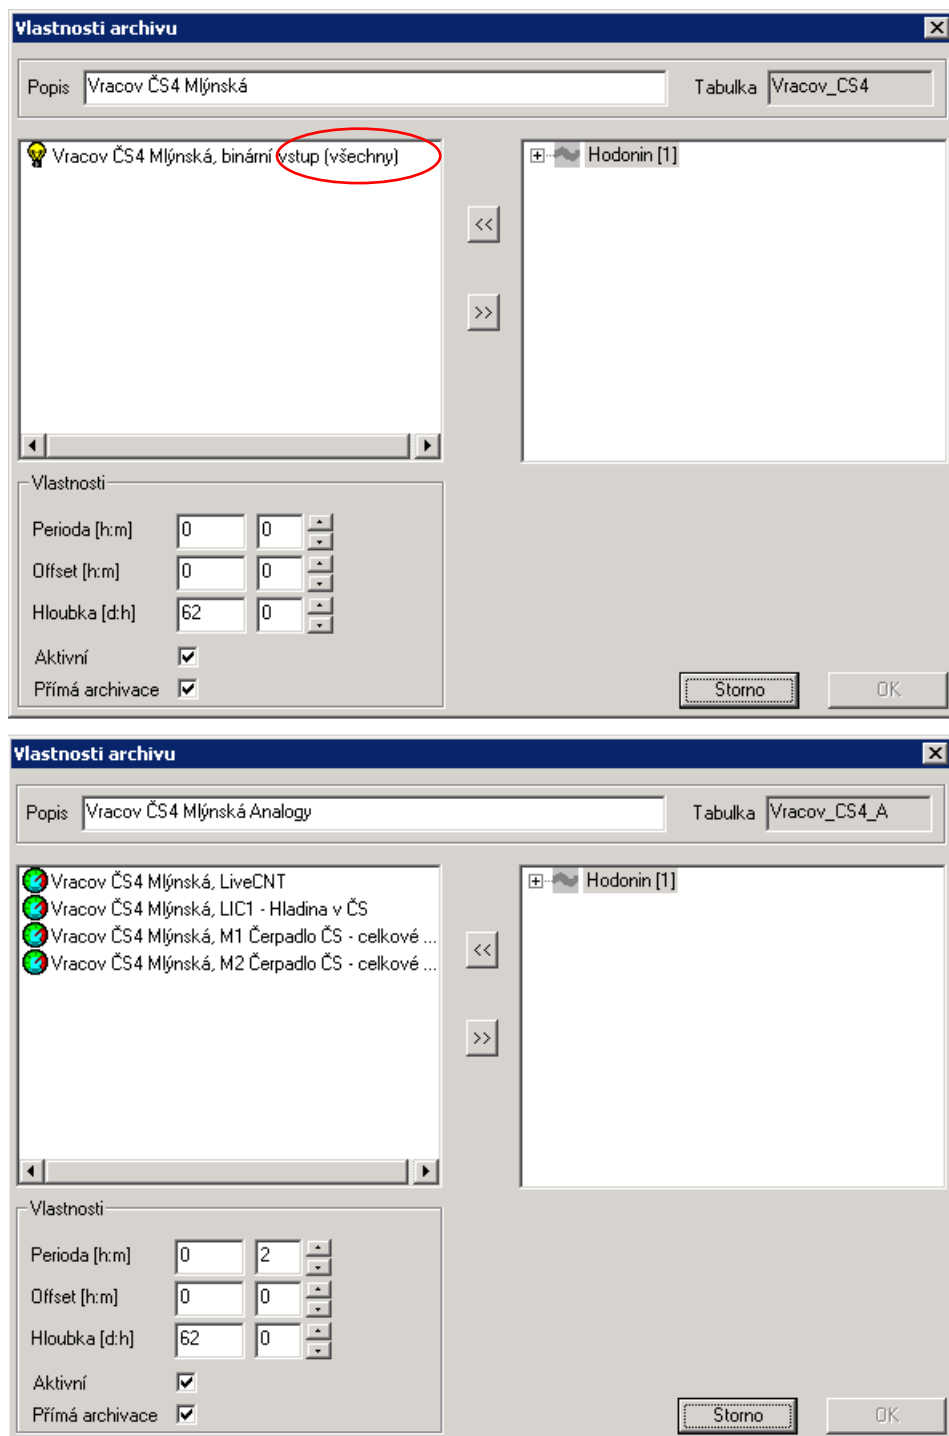 Vlastnosti archivu
Popis Vracov ČS4 Mlýnská Tabulka Vracov_CS4
Vracov ČS4 Mlýnská, binární vstup (všechny)
Hodonin [1]
<<
>>
Vlastnosti
Perioda [h:m] 0 0
Offset [h:m] 0 0
Hloubka [d:h] 62 0
Aktivní
Přímá archivace
Storno OK
Vlastnosti archivu
Popis Vracov ČS4 Mlýnská Analogy Tabulka Vracov_CS4_A
Vracov ČS4 Mlýnská, LiveCNT
Vracov ČS4 Mlýnská, LIC1 - Hladina v ČS
Vracov ČS4 Mlýnská, M1 Čerpadlo ČS - celkové ...
Vracov ČS4 Mlýnská, M2 Čerpadlo ČS - celkové ...
Hodonin [1]
<<
>>
Vlastnosti
Perioda [h:m] 0 2
Offset [h:m] 0 0
Hloubka [d:h] 62 0
Aktivní
Přímá archivace
Storno OK